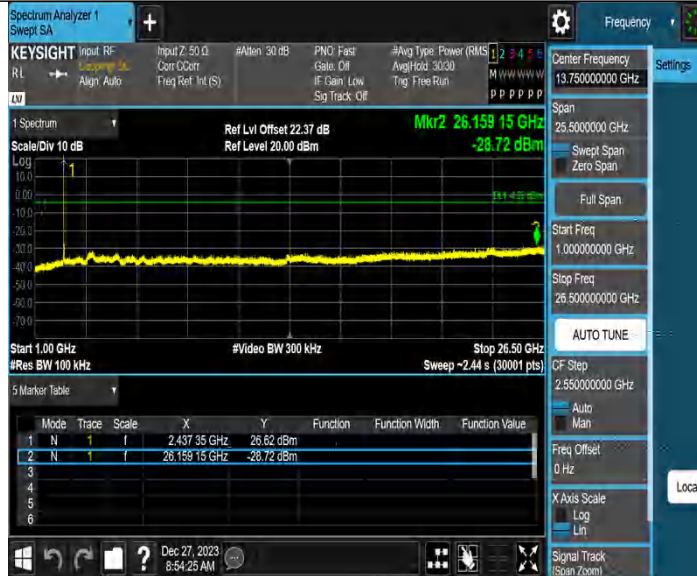 Spectrum Analyzer 1
Swept SA
+
Frequency
KEYSIGHT
RL
LXI
Input: RF
Align: Auto
Input Z: 50 Ω
Corr CCorr
Freq Ref: Int (S)
#Atten: 30 dB
PNO: Fast
Gate: Off
IF Gain: Low
Sig Track: Off
#Avg Type: Power (RMS
Avg|Hold: 30/30
Trig: Free Run
1 2 3 4 5 6
M W W W W W
P P P P P P
1 Spectrum
Scale/Div 10 dB
Ref Lvl Offset 22.37 dB
Ref Level 20.00 dBm
Mkr2 26.159 15 GHz
-28.72 dBm
Log
10.0
0.00
-10.0
-20.0
-30.0
-40.0
-50.0
-60.0
-70.0
1
2
Start 1.00 GHz
#Res BW 100 kHz
#Video BW 300 kHz
Stop 26.50 GHz
Sweep ~2.44 s (30001 pts)
5 Marker Table
Mode Trace Scale X Y Function Function Width Function Value
1 N 1 f 2.437 35 GHz 26.62 dBm
2 N 1 f 26.159 15 GHz -28.72 dBm
3
4
5
6
Dec 27, 2023
8:54:25 AM
?
Center Frequency
13.750000000 GHz
Settings
Span
25.5000000 GHz
Swept Span
Zero Span
Full Span
Start Freq
1.000000000 GHz
Stop Freq
26.500000000 GHz
AUTO TUNE
CF Step
2.550000000 GHz
Auto
Man
Freq Offset
0 Hz
Loca
X Axis Scale
Log
Lin
Signal Track
(Span Zoom)